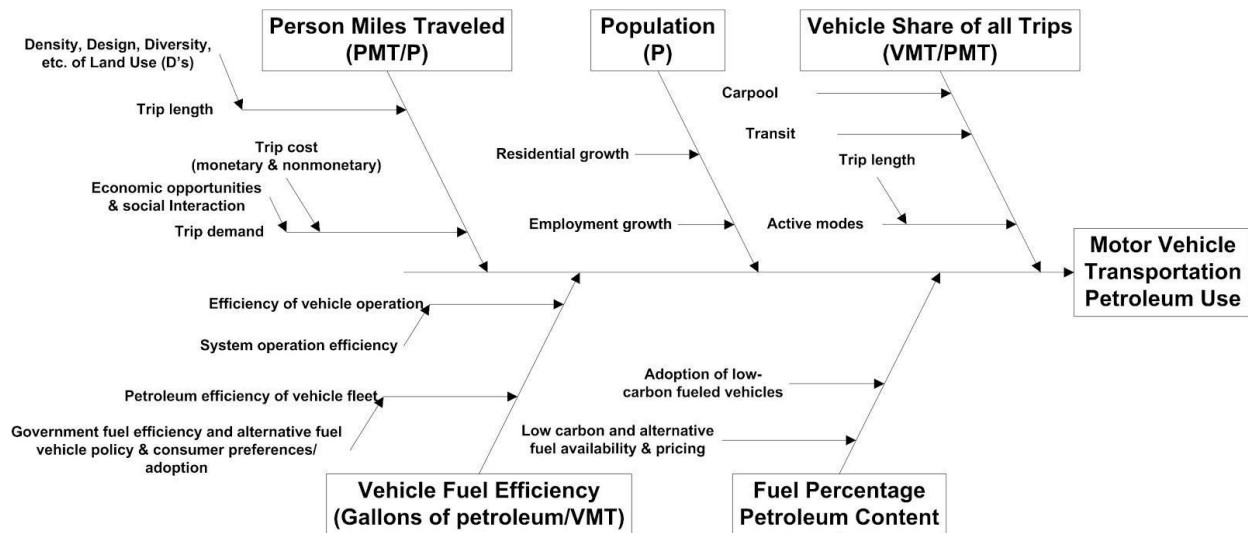 Person Miles Traveled
(PMT/P)
Population
(P)
Vehicle Share of all Trips
(VMT/PMT)
Density, Design, Diversity,
etc. of Land Use (D's)
Trip length
Trip cost
(monetary & nonmonetary)
Economic opportunities
& social Interaction
Trip demand
Residential growth
Employment growth
Carpool
Transit
Trip length
Active modes
Motor Vehicle
Transportation
Petroleum Use
Efficiency of vehicle operation
System operation efficiency
Petroleum efficiency of vehicle fleet
Government fuel efficiency and alternative fuel
vehicle policy & consumer preferences/
adoption
Vehicle Fuel Efficiency
(Gallons of petroleum/VMT)
Adoption of low-
carbon fueled vehicles
Low carbon and alternative
fuel availability & pricing
Fuel Percentage
Petroleum Content